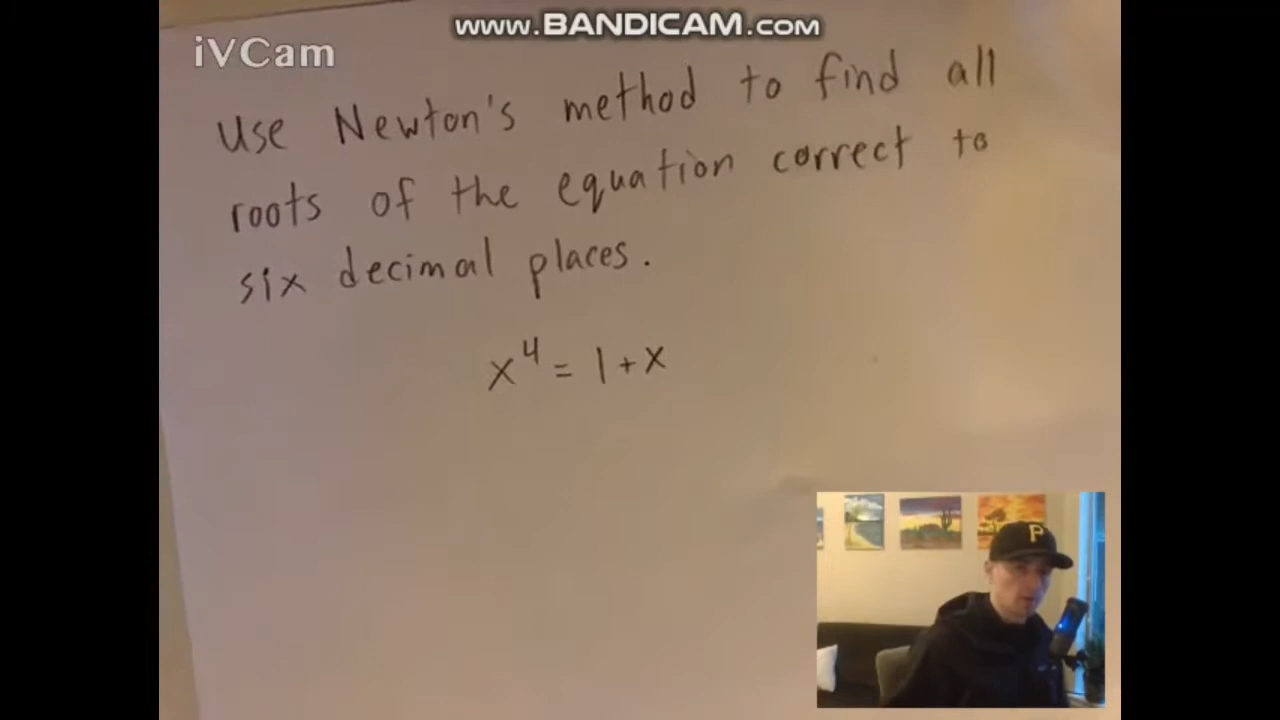 www.BANDICAM.com
iVCam
Use Newton's method to find all
roots of the equation correct to
six decimal places.
x⁴ = 1 + x
P